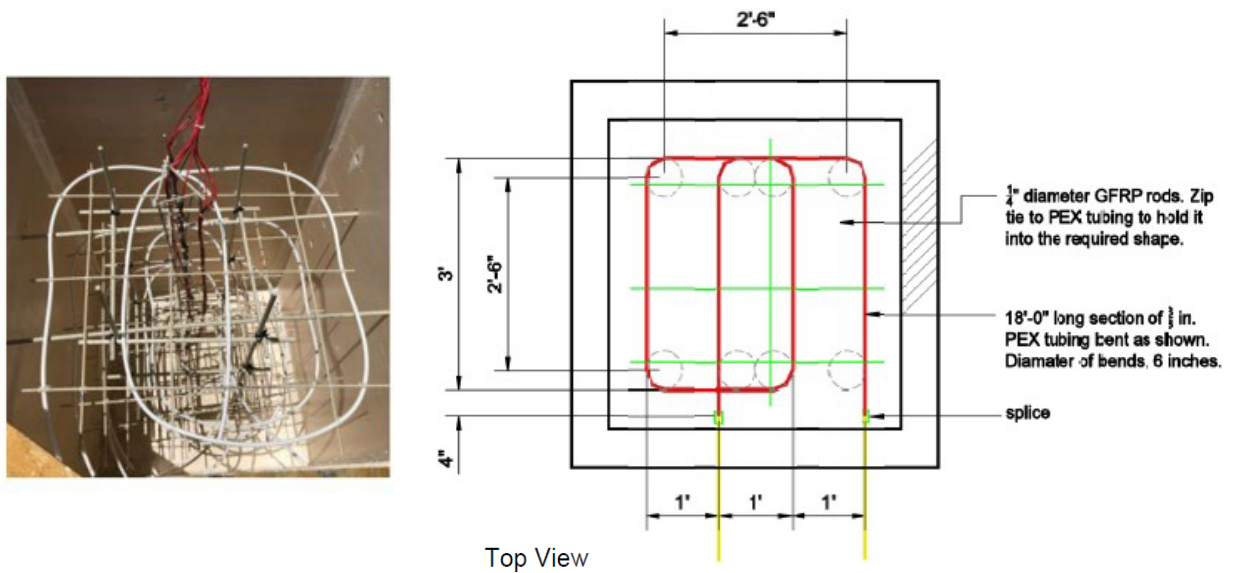 2'-6"
3'
2'-6"
4"
1'
1'
1'
1/4" diameter GFRP rods. Zip
tie to PEX tubing to hold it
into the required shape.
18'-0" long section of in.
PEX tubing bent as shown.
Diamater of bends, 6 inches.
splice
Top View